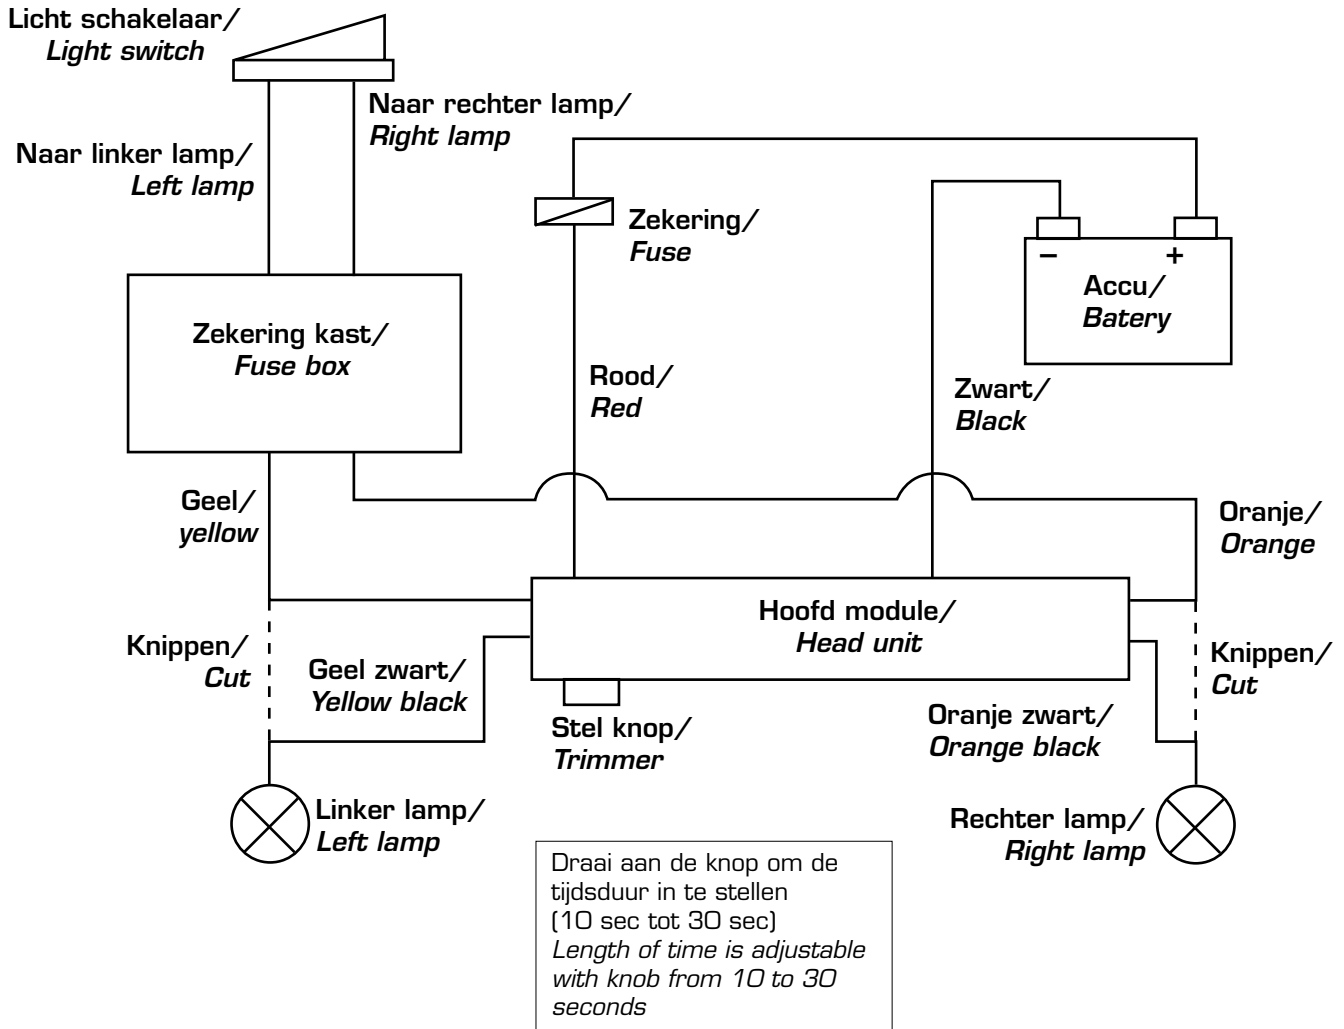 Licht schakelaar/
Light switch
Naar rechter lamp/
Right lamp
Naar linker lamp/
Left lamp
Zekering/
Fuse
− +
Accu/
Batery
Zekering kast/
Fuse box
Rood/
Red
Zwart/
Black
Geel/
yellow
Oranje/
Orange
Hoofd module/
Head unit
Knippen/
Cut
Geel zwart/
Yellow black
Knippen/
Cut
Stel knop/
Trimmer
Oranje zwart/
Orange black
Linker lamp/
Left lamp
Rechter lamp/
Right lamp
Draai aan de knop om de
tijdsduur in te stellen
(10 sec tot 30 sec)
Length of time is adjustable
with knob from 10 to 30
seconds